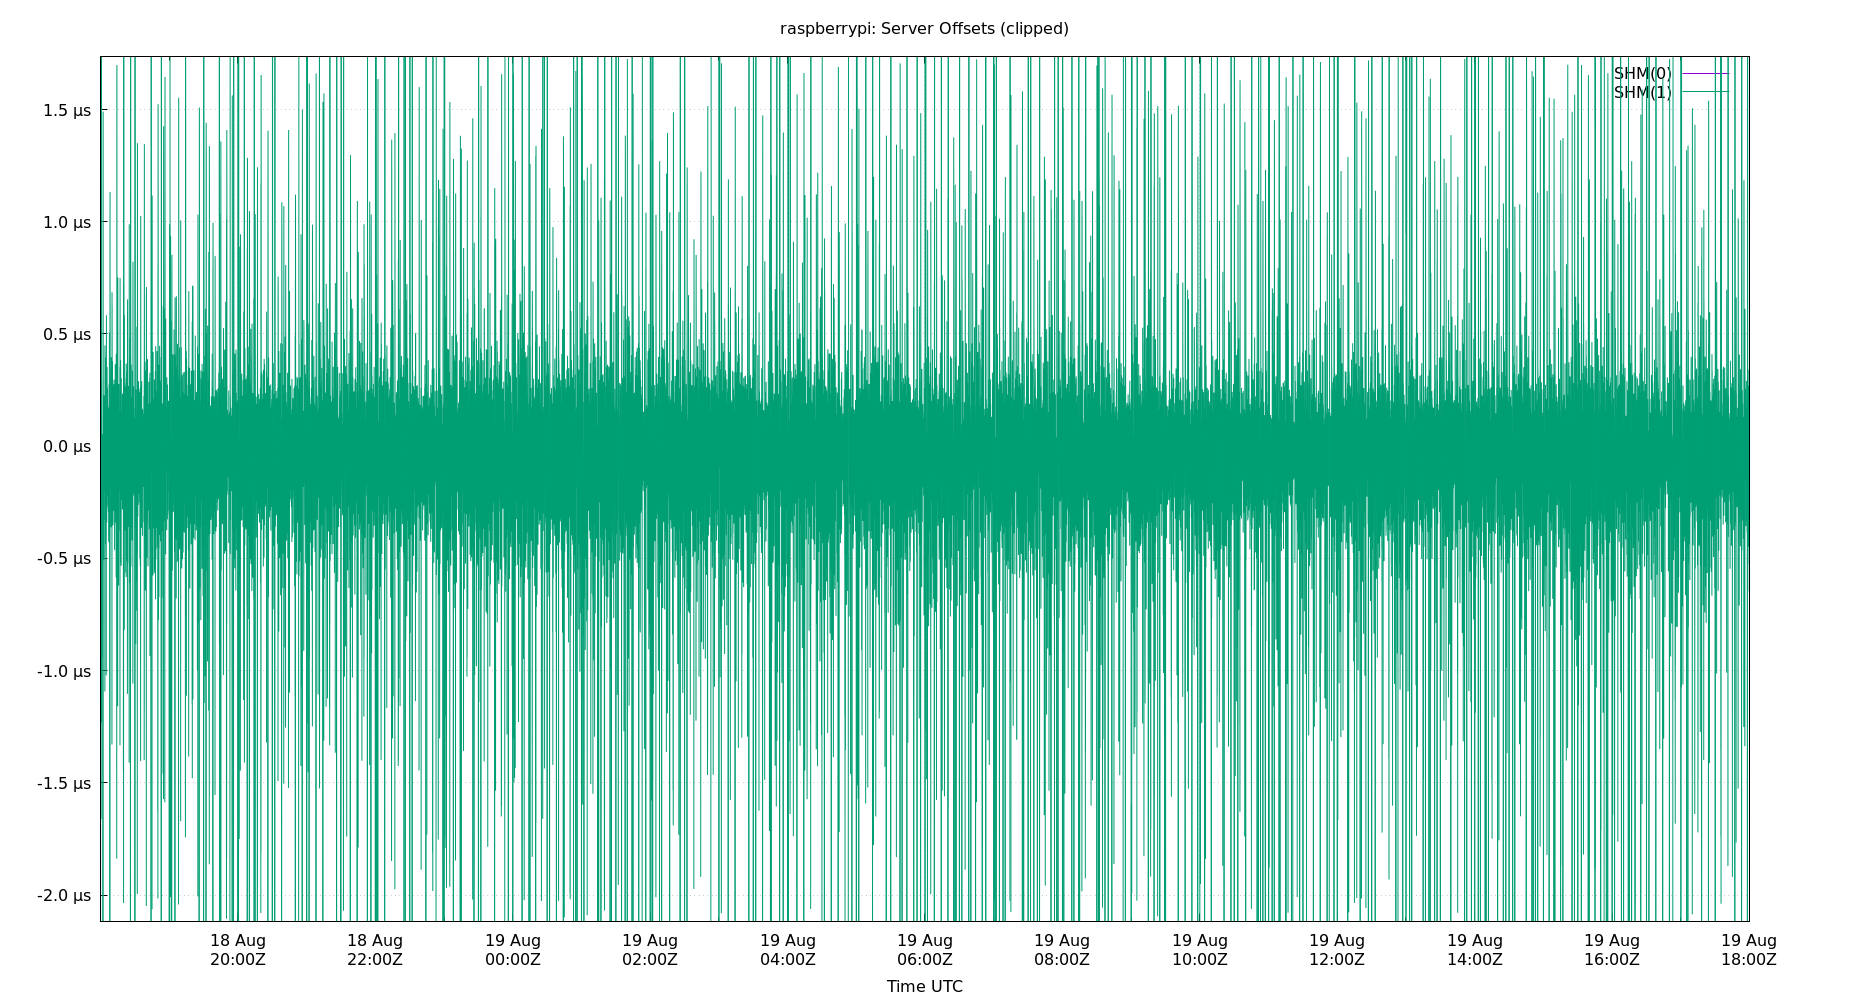 raspberrypi: Server Offsets (clipped)
SHM(0)
SHM(1)
1.5 µs
1.0 µs
0.5 µs
0.0 µs
-0.5 µs
-1.0 µs
-1.5 µs
-2.0 µs
18 Aug 18 Aug 19 Aug 19 Aug 19 Aug 19 Aug 19 Aug 19 Aug 19 Aug 19 Aug 19 Aug 19 Aug
20:00Z 22:00Z 00:00Z 02:00Z 04:00Z 06:00Z 08:00Z 10:00Z 12:00Z 14:00Z 16:00Z 18:00Z
Time UTC